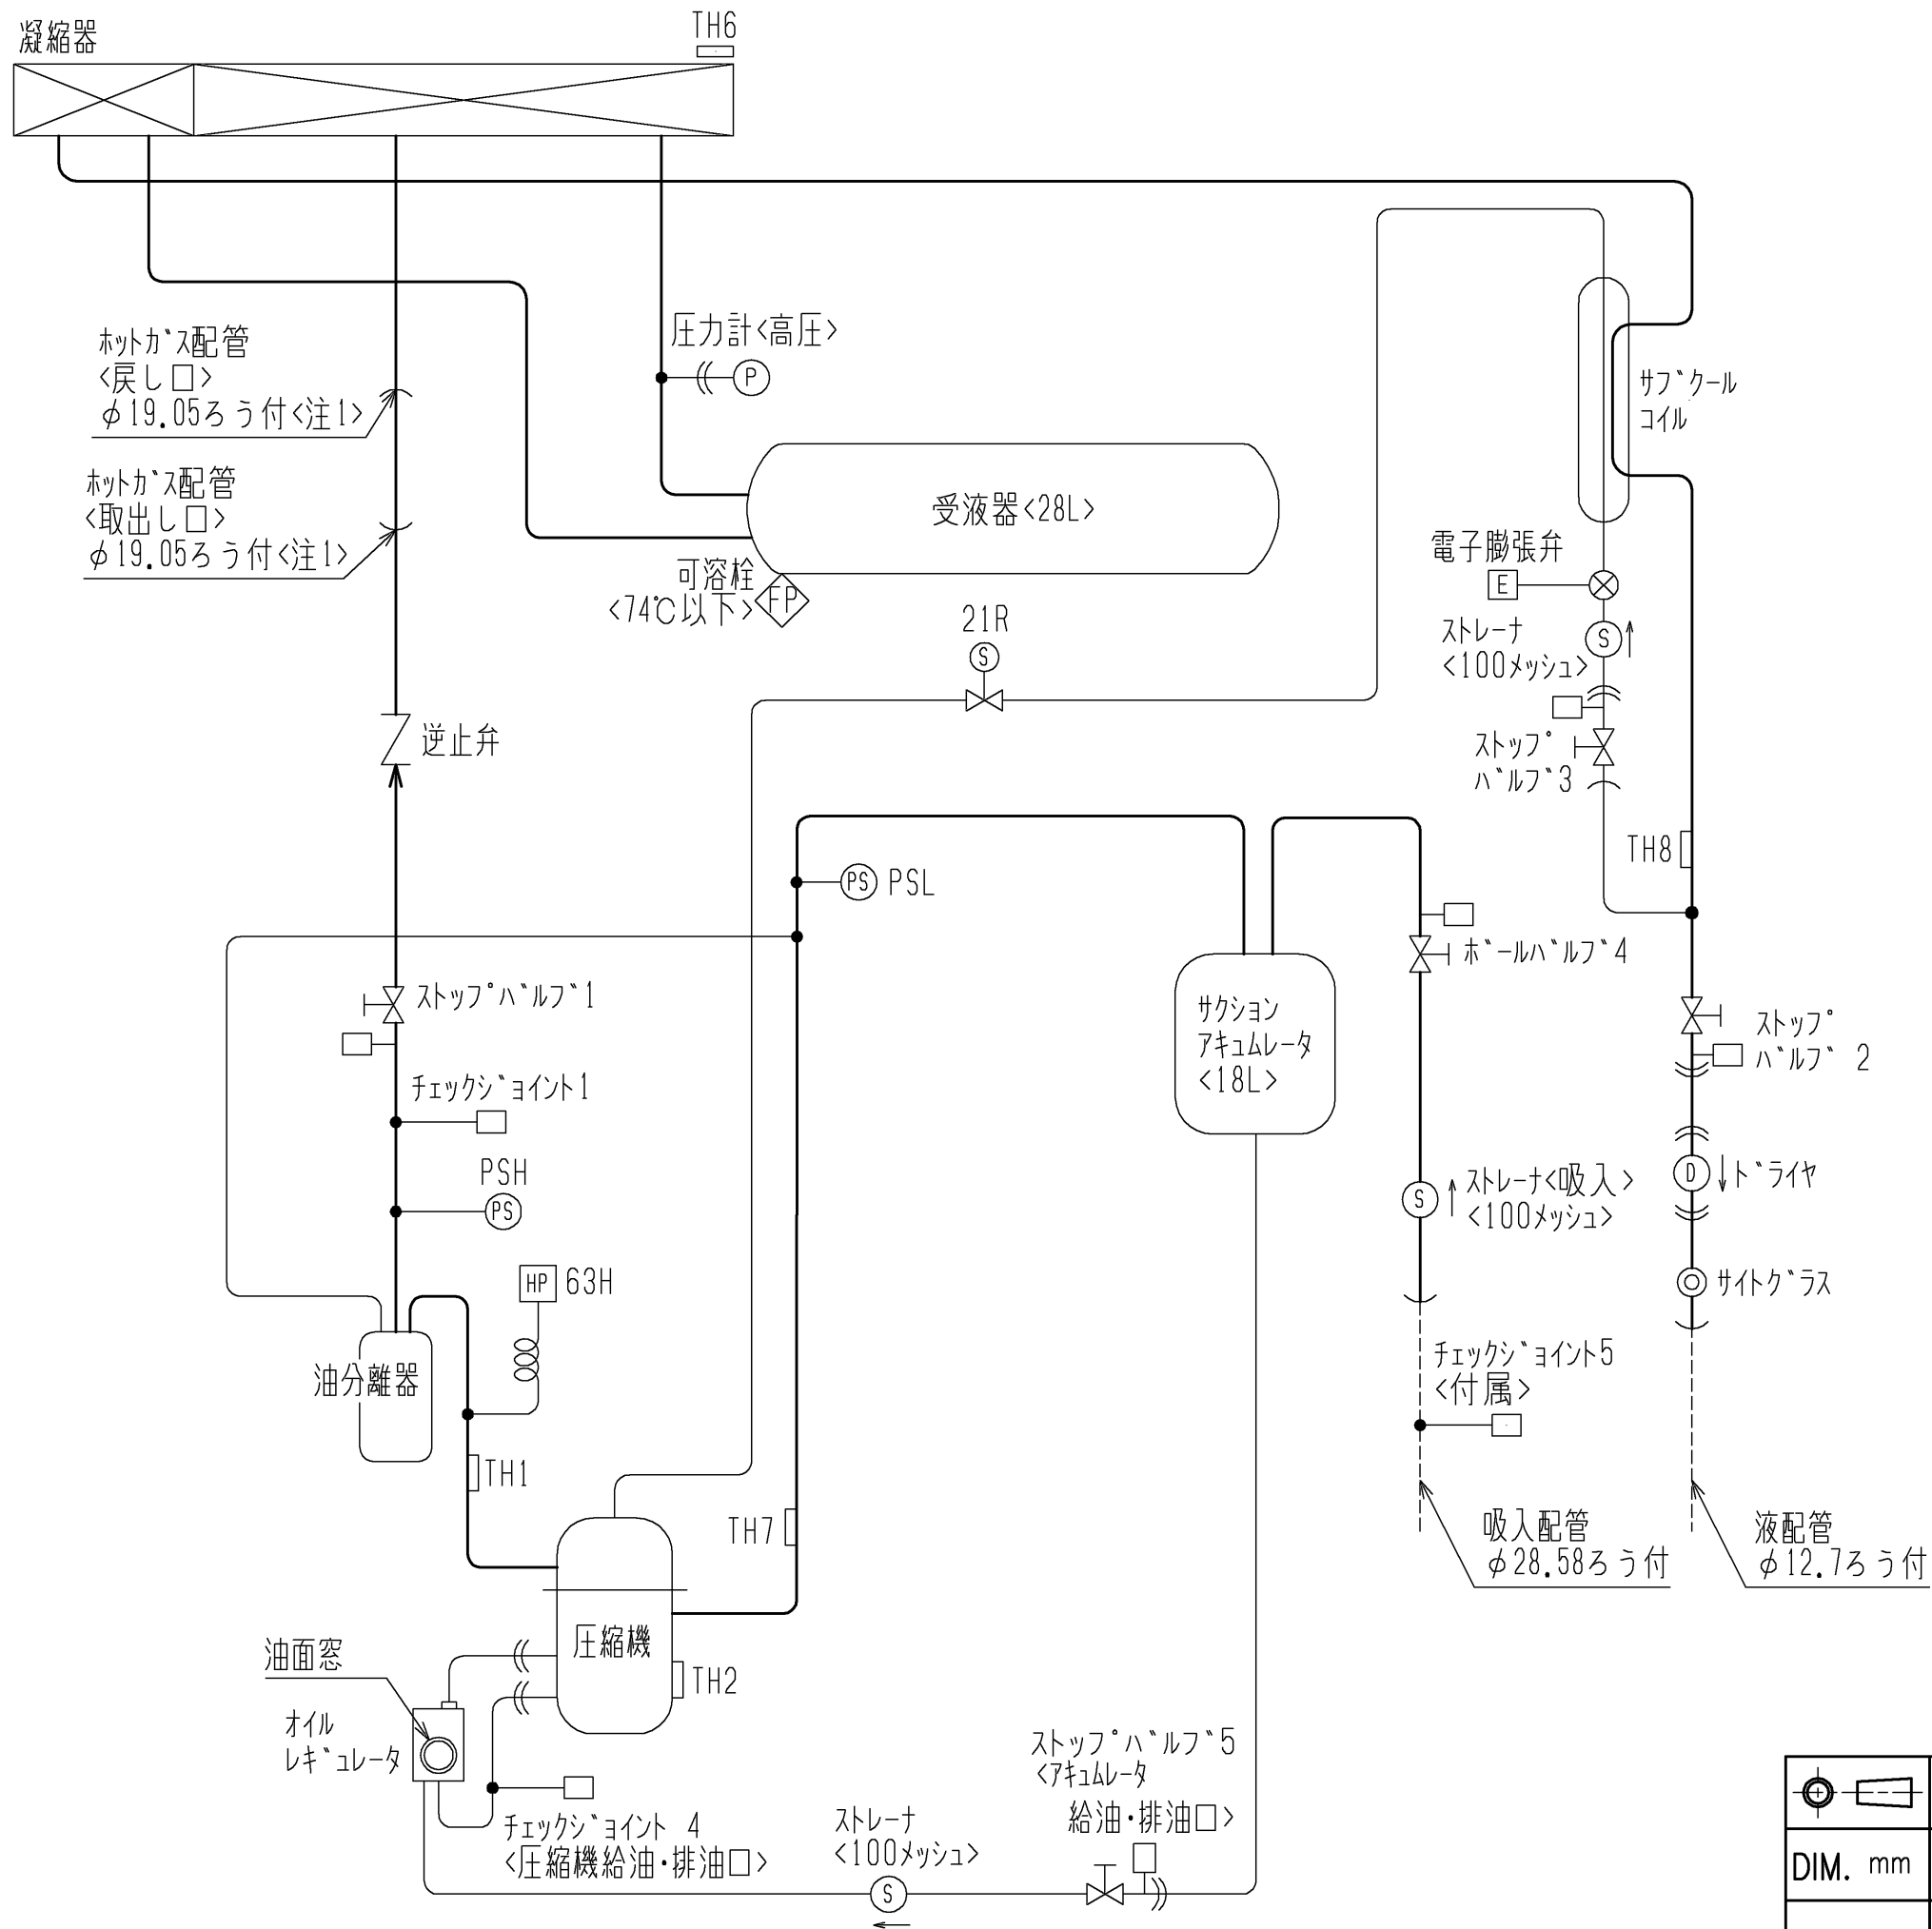 凝縮器
TH6
ホットガス配管
<戻し口>
φ19.05ろう付<注1>
圧力計<高圧>
P
サブクール
コイル
ホットガス配管
<取出し口>
φ19.05ろう付<注1>
受液器<28L>
可溶栓
<74℃以下>
FP
電子膨張弁
E
21R
S
ストレーナ
<100メッシュ>
S
逆止弁
ストップ
バルブ3
TH8
PS PSL
ストップバルブ1
ボールバルブ4
サクション
アキュムレータ
<18L>
ストップ
バルブ 2
チェックジョイント1
PSH
PS
S
ストレーナ<吸入>
<100メッシュ>
D
ドライヤ
HP 63H
サイトグラス
油分離器
チェックジョイント5
<付属>
TH1
TH7
吸入配管
φ28.58ろう付
液配管
φ12.7ろう付
圧縮機
TH2
油面窓
オイル
レギュレータ
ストップバルブ5
<アキュムレータ
給油・排油口>
チェックジョイント 4
<圧縮機給油・排油口>
ストレーナ
<100メッシュ>
S
DIM. mm